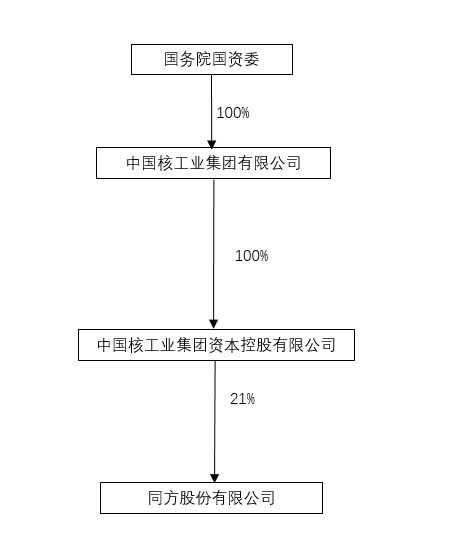 国务院国资委
100%
中国核工业集团有限公司
100%
中国核工业集团资本控股有限公司
21%
同方股份有限公司